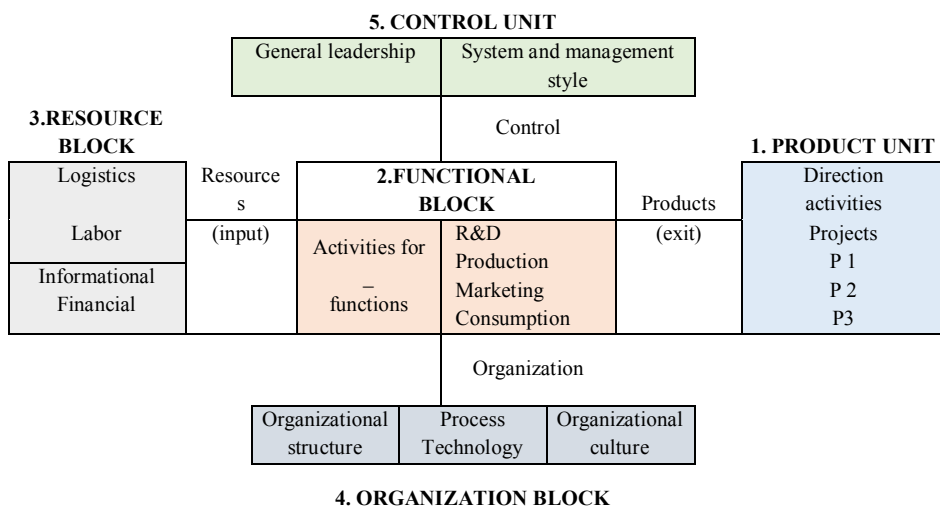 5. CONTROL UNIT
General leadership
System and management
style
Control
3.RESOURCE
BLOCK
Logistics
Labor
Informational
Financial
Resource
s
(input)
2.FUNCTIONAL
BLOCK
Activities for
–
functions
R&D
Production
Marketing
Consumption
Products
(exit)
1. PRODUCT UNIT
Direction
activities
Projects
P 1
P 2
P3
Organization
Organizational
structure
Process
Technology
Organizational
culture
4. ORGANIZATION BLOCK